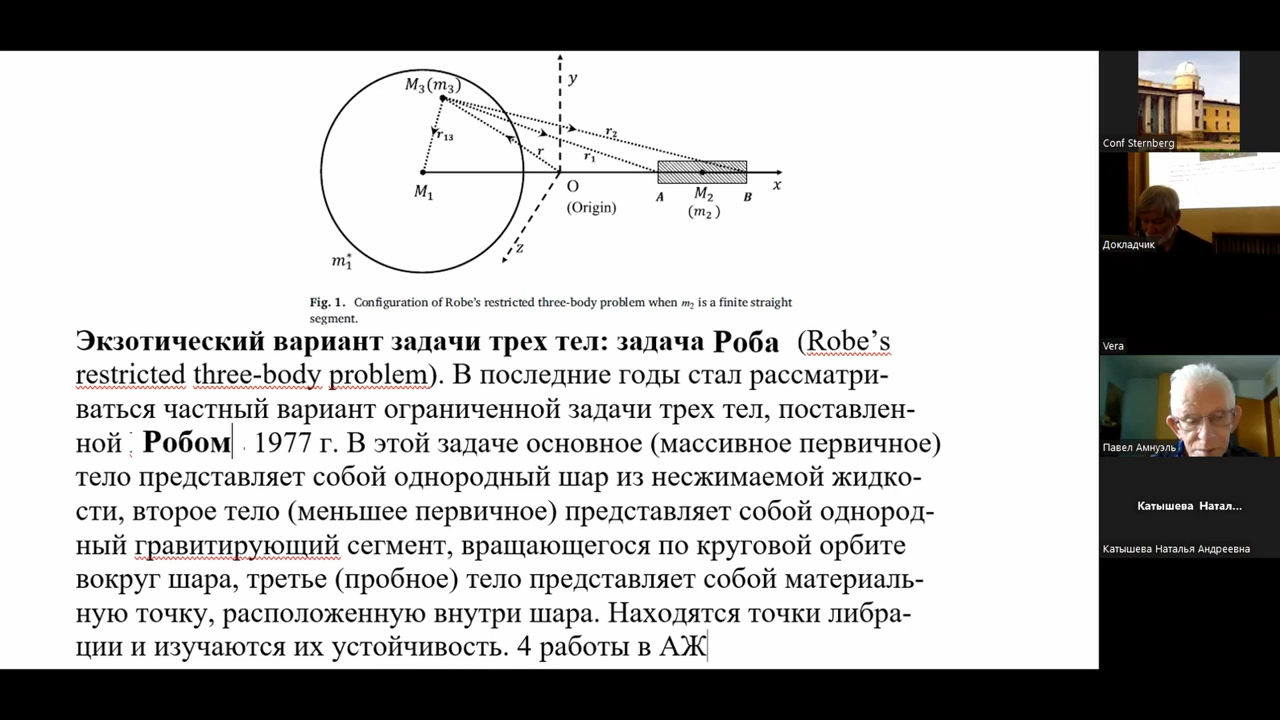 y
M₃(m₃)
r₁₃
r₂
r
r₁
M₁
O
(Origin)
A
M₂
(m₂)
B
x
z
m₁*
Fig. 1. Configuration of Robe's restricted three-body problem when m₂ is a finite straight
segment.
Экзотический вариант задачи трех тел: задача Роба (Robe's
restricted three-body problem). В последние годы стал рассматри-
ваться частный вариант ограниченной задачи трех тел, поставлен-
ной Робом 1977 г. В этой задаче основное (массивное первичное)
тело представляет собой однородный шар из несжимаемой жидко-
сти, второе тело (меньшее первичное) представляет собой однород-
ный гравитируюший сегмент, вращающегося по круговой орбите
вокруг шара, третье (пробное) тело представляет собой материаль-
ную точку, расположенную внутри шара. Находятся точки либра-
ции и изучаются их устойчивость. 4 работы в АЖ
Conf Sternberg
Докладчик
Vera
Павел Амнуэль
Катышева Натал...
Катышева Наталья Андреевна